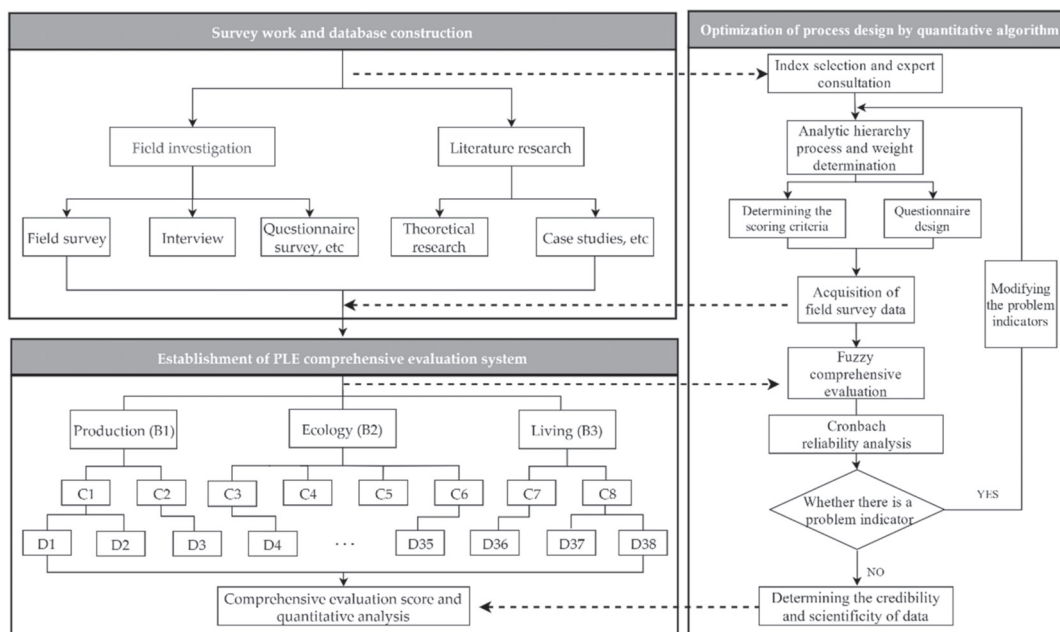 Survey work and database construction
Field investigation
Literature research
Field survey
Interview
Questionnaire
survey, etc
Theoretical
research
Case studies, etc
Establishment of PLE comprehensive evaluation system
Production (B1)
Ecology (B2)
Living (B3)
C1
C2
C3
C4
C5
C6
C7
C8
D1
D2
D3
D4
...
D35
D36
D37
D38
Comprehensive evaluation score and
quantitative analysis
Optimization of process design by quantitative algorithm
Index selection and expert
consultation
Analytic hierarchy
process and weight
determination
Determining the
scoring criteria
Questionnaire
design
Acquisition of
field survey data
Modifying
the problem
indicators
Fuzzy
comprehensive
evaluation
Cronbach
reliability analysis
Whether there is a
problem indicator
YES
NO
Determining the credibility
and scientificity of data